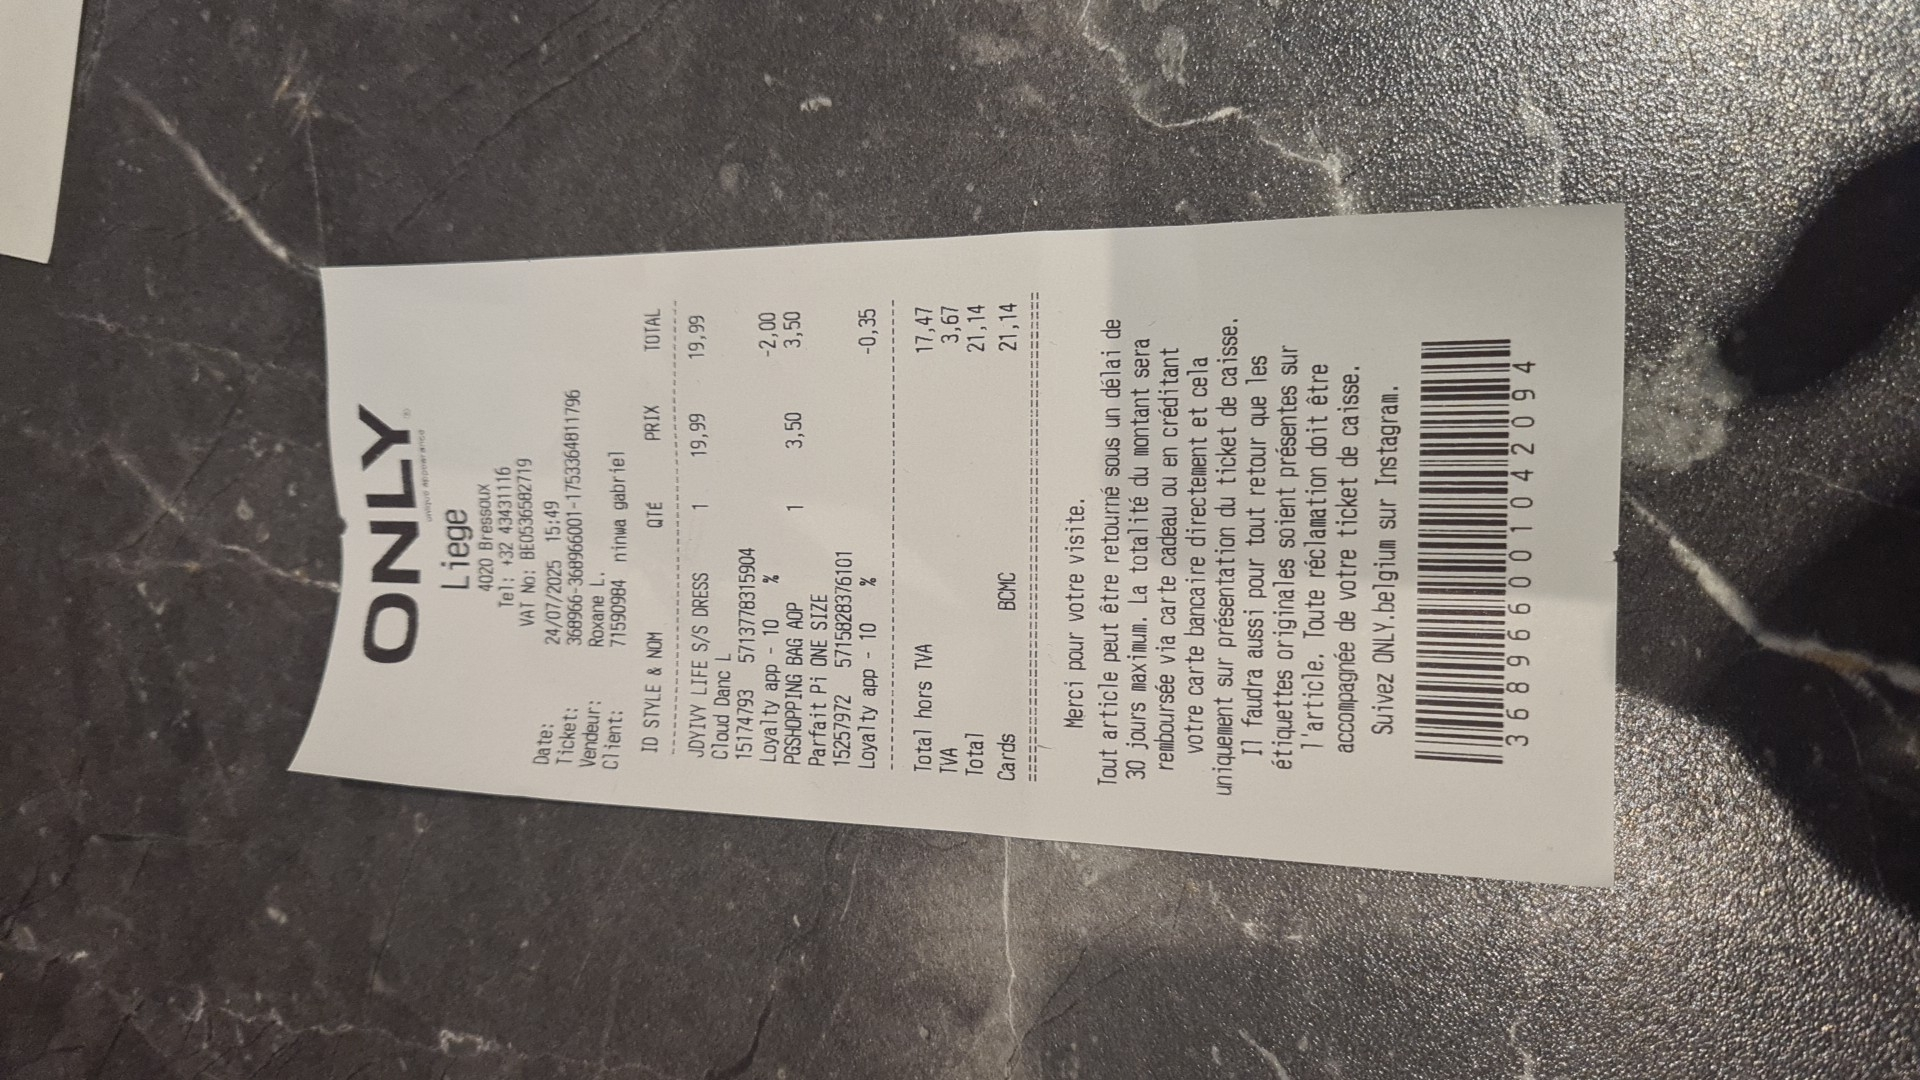 ONLY
unique appearance
Liege
4020 Bressoux
Tel: +32 43431116
VAT No: BE0536582719
Date: 24/07/2025 15:49
Ticket: 368966-368966001-1753364811796
Vendeur: Roxane L.
Client: 71590984 ninwa gabriel
ID STYLE & NOM QTÉ PRIX TOTAL
JDYIVY LIFE S/S DRESS 1 19,99 19,99
Cloud Danc L
15174793 5713778315904
Loyalty app - 10 % -2,00
PGSHOPPING BAG AOP 1 3,50 3,50
Parfait Pi ONE SIZE
15257972 5715828376101
Loyalty app - 10 % -0,35
Total hors TVA 17,47
TVA 3,67
Total 21,14
Cards BCMC 21,14
Merci pour votre visite.
Tout article peut être retourné sous un délai de
30 jours maximum. La totalité du montant sera
remboursée via carte cadeau ou en créditant
votre carte bancaire directement et cela
uniquement sur présentation du ticket de caisse.
Il faudra aussi pour tout retour que les
étiquettes originales soient présentes sur
l'article. Toute réclamation doit être
accompagnée de votre ticket de caisse.
Suivez ONLY.belgium sur Instagram.
368966001042094